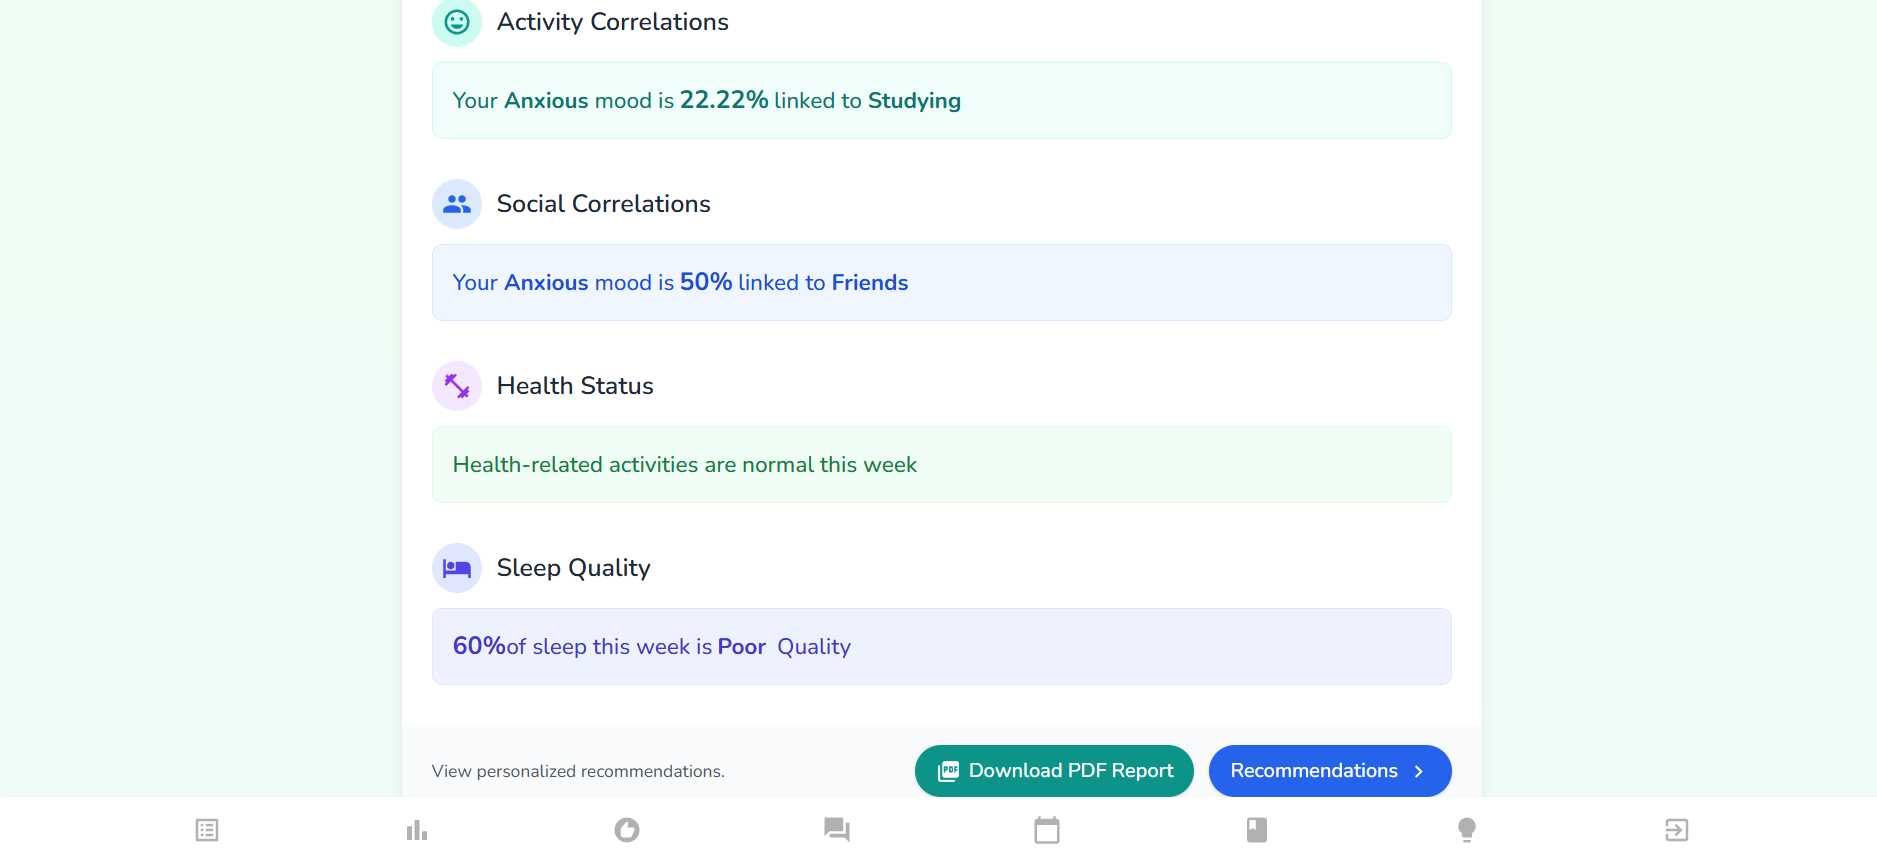 Activity Correlations
Your Anxious mood is 22.22% linked to Studying
Social Correlations
Your Anxious mood is 50% linked to Friends
Health Status
Health-related activities are normal this week
Sleep Quality
60%of sleep this week is Poor Quality
View personalized recommendations.
PDF Download PDF Report
Recommendations